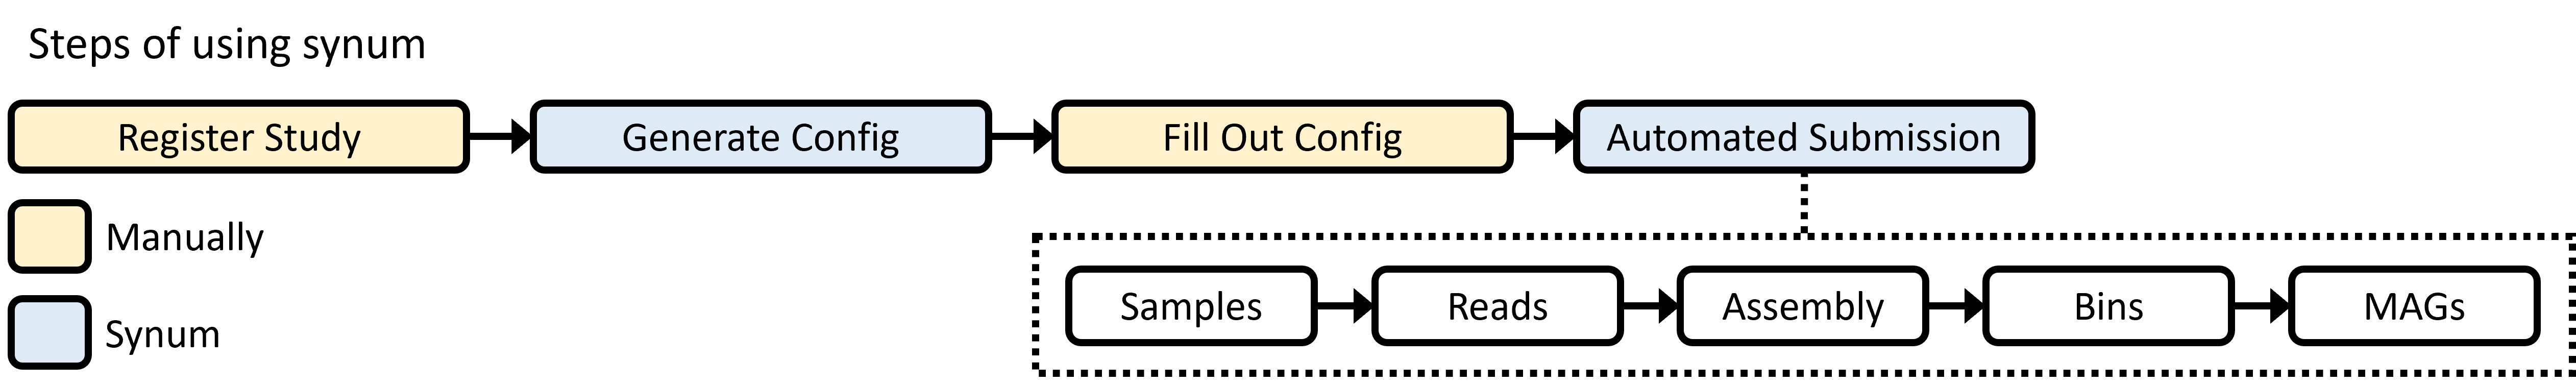 Steps of using synum
Register Study
Generate Config
Fill Out Config
Automated Submission
Manually
Synum
Samples
Reads
Assembly
Bins
MAGs